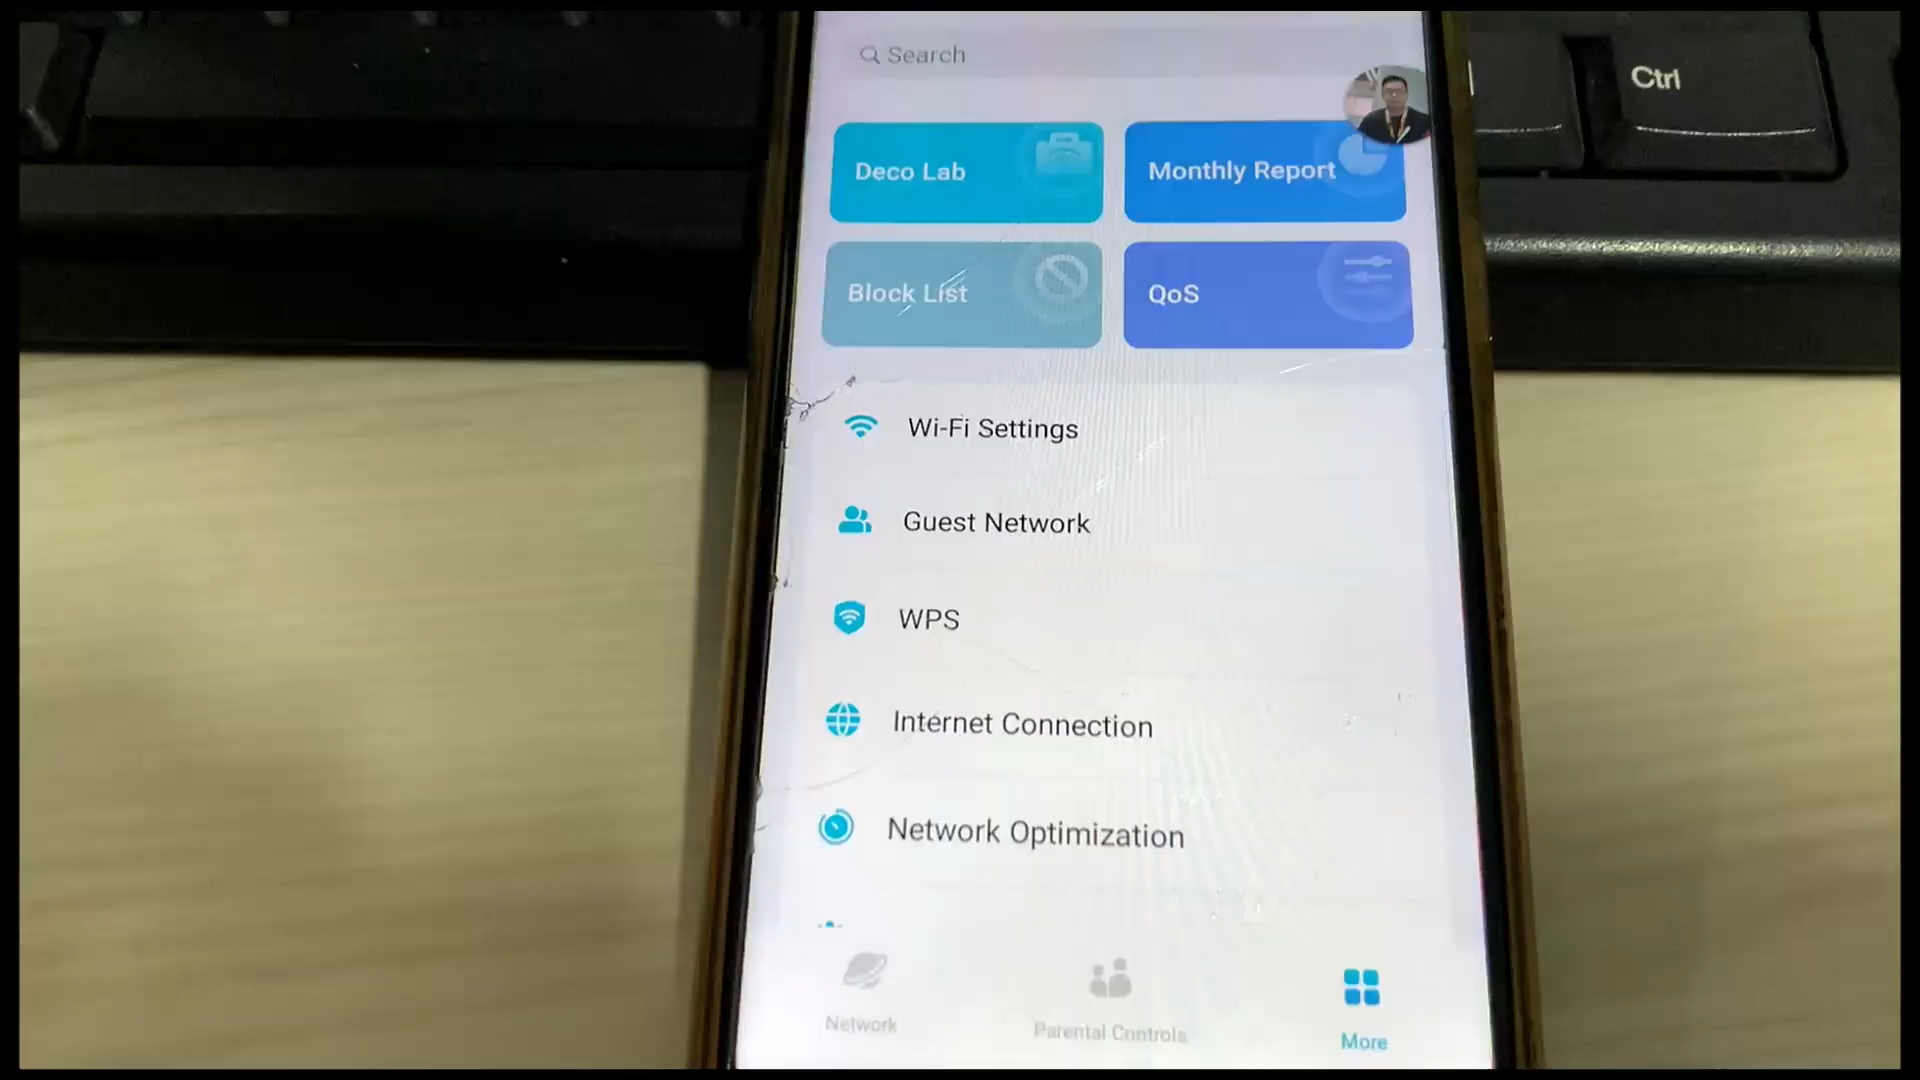 Search
Ctrl
Deco Lab
Monthly Report
Block List
QoS
Wi-Fi Settings
Guest Network
WPS
Internet Connection
Network Optimization
Network
Parental Controls
More